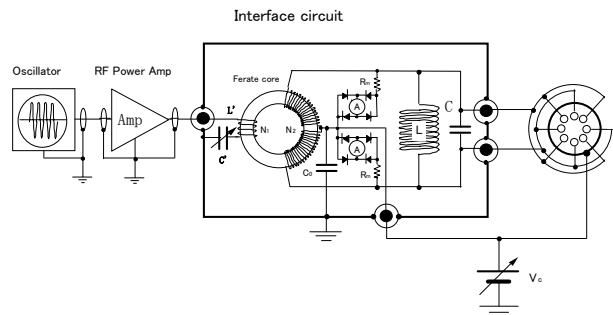 Interface circuit
Oscillator
RF Power Amp
Ferate core
Amp
L'
C'
N₁
N₂
Rm
A
A
Rm
C₀
L
C
Vc